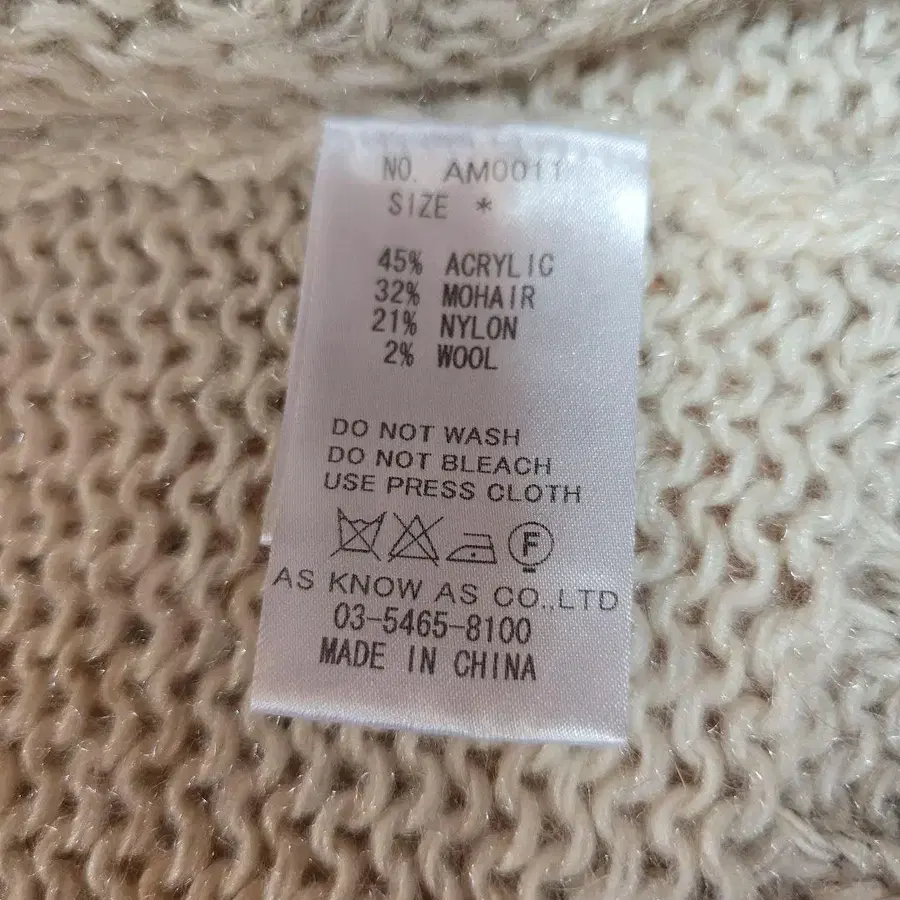 NO. AM0011
SIZE *
45% ACRYLIC
32% MOHAIR
21% NYLON
2% WOOL
DO NOT WASH
DO NOT BLEACH
USE PRESS CLOTH
F
AS KNOW AS CO.,LTD
03-5465-8100
MADE IN CHINA